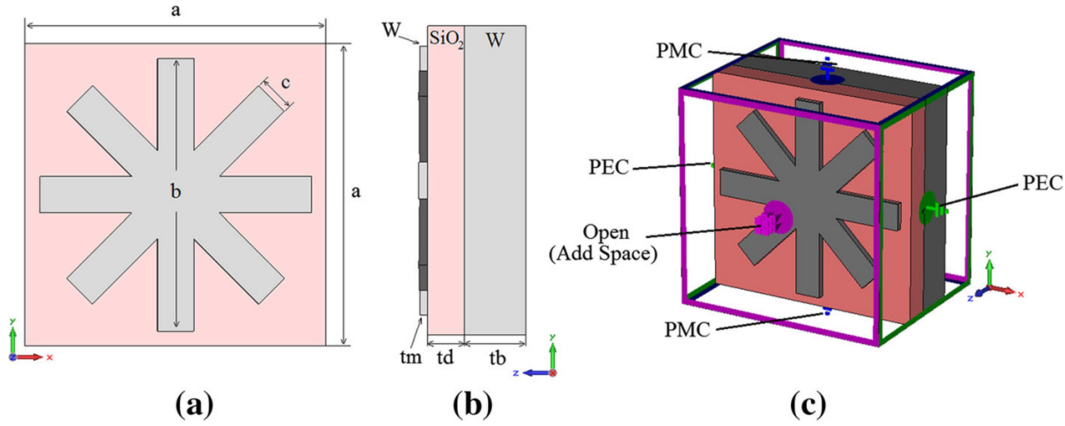 a
c
b
a
y
x
(a)
W
SiO₂
W
tm
td
tb
y
z
(b)
PMC
PEC
PEC
Open
(Add Space)
PMC
y
z
x
(c)